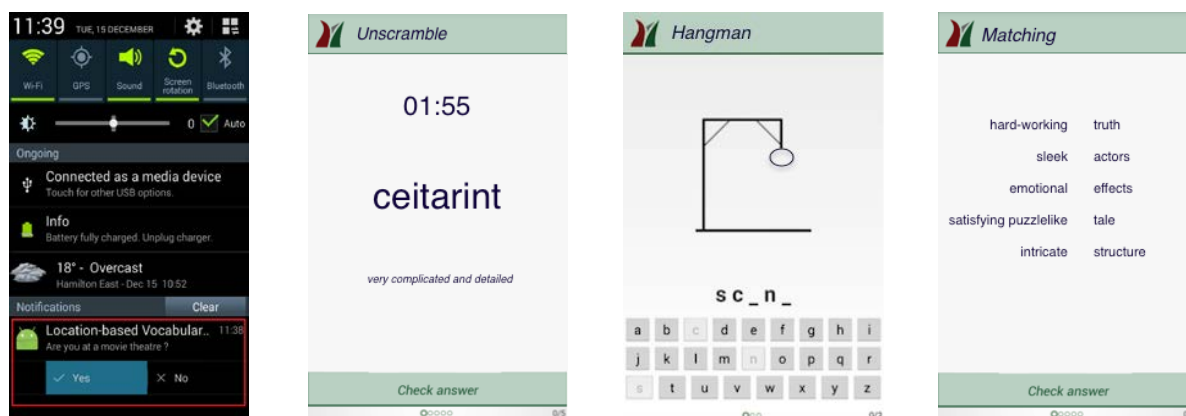 11:39 TUE, 15 DECEMBER
Wi-Fi GPS Sound Screen rotation Bluetooth
0 Auto
Ongoing
Connected as a media device
Touch for other USB options.
Info
Battery fully charged. Unplug charger.
18° - Overcast
Hamilton East - Dec 15 10:52
Notifications Clear
Location-based Vocabular.. 11:38
Are you at a movie theatre ?
Yes No
Unscramble
01:55
ceitarint
very complicated and detailed
Check answer
0/5
Hangman
s c _ n _
a b c d e f g h i
j k l m n o p q r
s t u v w x y z
Matching
hard-working truth
sleek actors
emotional effects
satisfying puzzlelike tale
intricate structure
Check answer